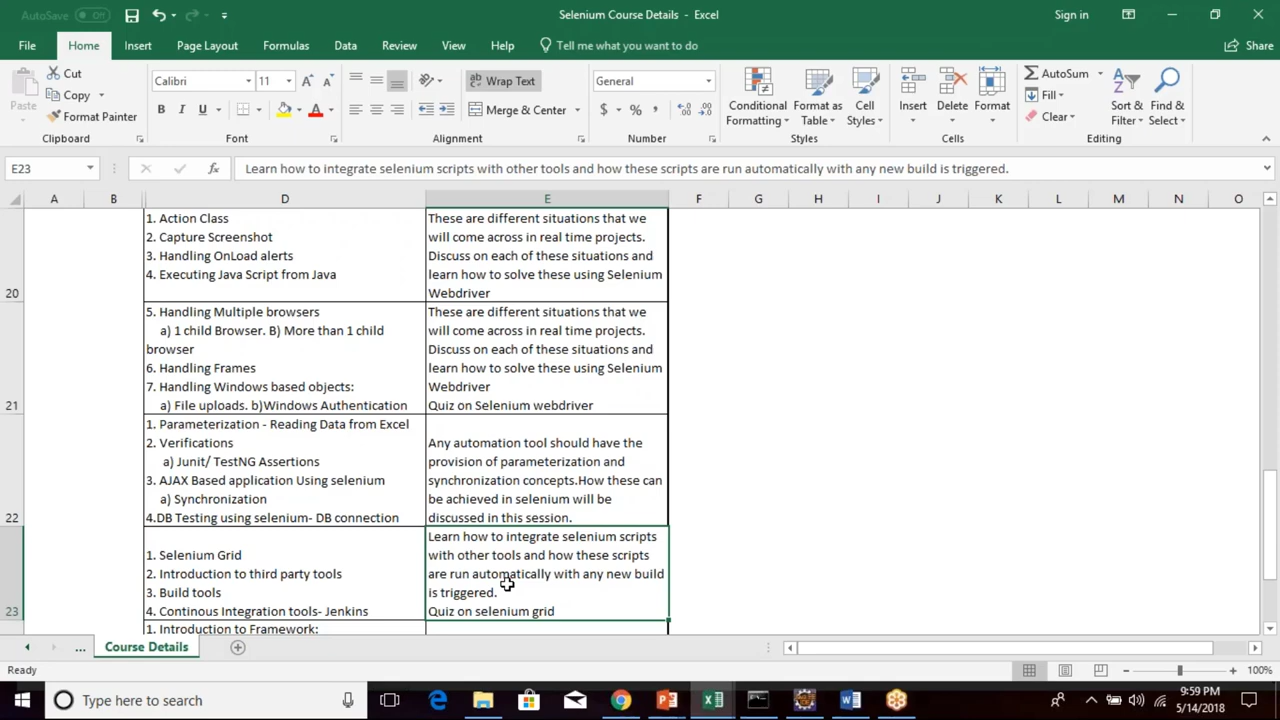 AutoSave Off
Selenium Course Details - Excel
Sign in
File Home Insert Page Layout Formulas Data Review View Help Tell me what you want to do Share
Paste
Cut
Copy
Format Painter
Clipboard
Calibri 11
B I U
Font
Wrap Text
Merge & Center
Alignment
General
$ % ,
Number
Conditional Formatting
Format as Table
Cell Styles
Styles
Insert
Delete
Format
Cells
AutoSum
Fill
Clear
Sort & Filter
Find & Select
Editing
E23
fx
Learn how to integrate selenium scripts with other tools and how these scripts are run automatically with any new build is triggered.
A B D E F G H I J K L M N O
20
1. Action Class
2. Capture Screenshot
3. Handling OnLoad alerts
4. Executing Java Script from Java
These are different situations that we
will come across in real time projects.
Discuss on each of these situations and
learn how to solve these using Selenium
Webdriver
21
5. Handling Multiple browsers
a) 1 child Browser. B) More than 1 child
browser
6. Handling Frames
7. Handling Windows based objects:
a) File uploads. b)Windows Authentication
These are different situations that we
will come across in real time projects.
Discuss on each of these situations and
learn how to solve these using Selenium
Webdriver
Quiz on Selenium webdriver
22
1. Parameterization - Reading Data from Excel
2. Verifications
a) Junit/ TestNG Assertions
3. AJAX Based application Using selenium
a) Synchronization
4.DB Testing using selenium- DB connection
Any automation tool should have the
provision of parameterization and
synchronization concepts.How these can
be achieved in selenium will be
discussed in this session.
23
1. Selenium Grid
2. Introduction to third party tools
3. Build tools
4. Continous Integration tools- Jenkins
Learn how to integrate selenium scripts
with other tools and how these scripts
are run automatically with any new build
is triggered.
Quiz on selenium grid
1. Introduction to Framework:
... Course Details
Ready
100%
Type here to search
9:59 PM
5/14/2018